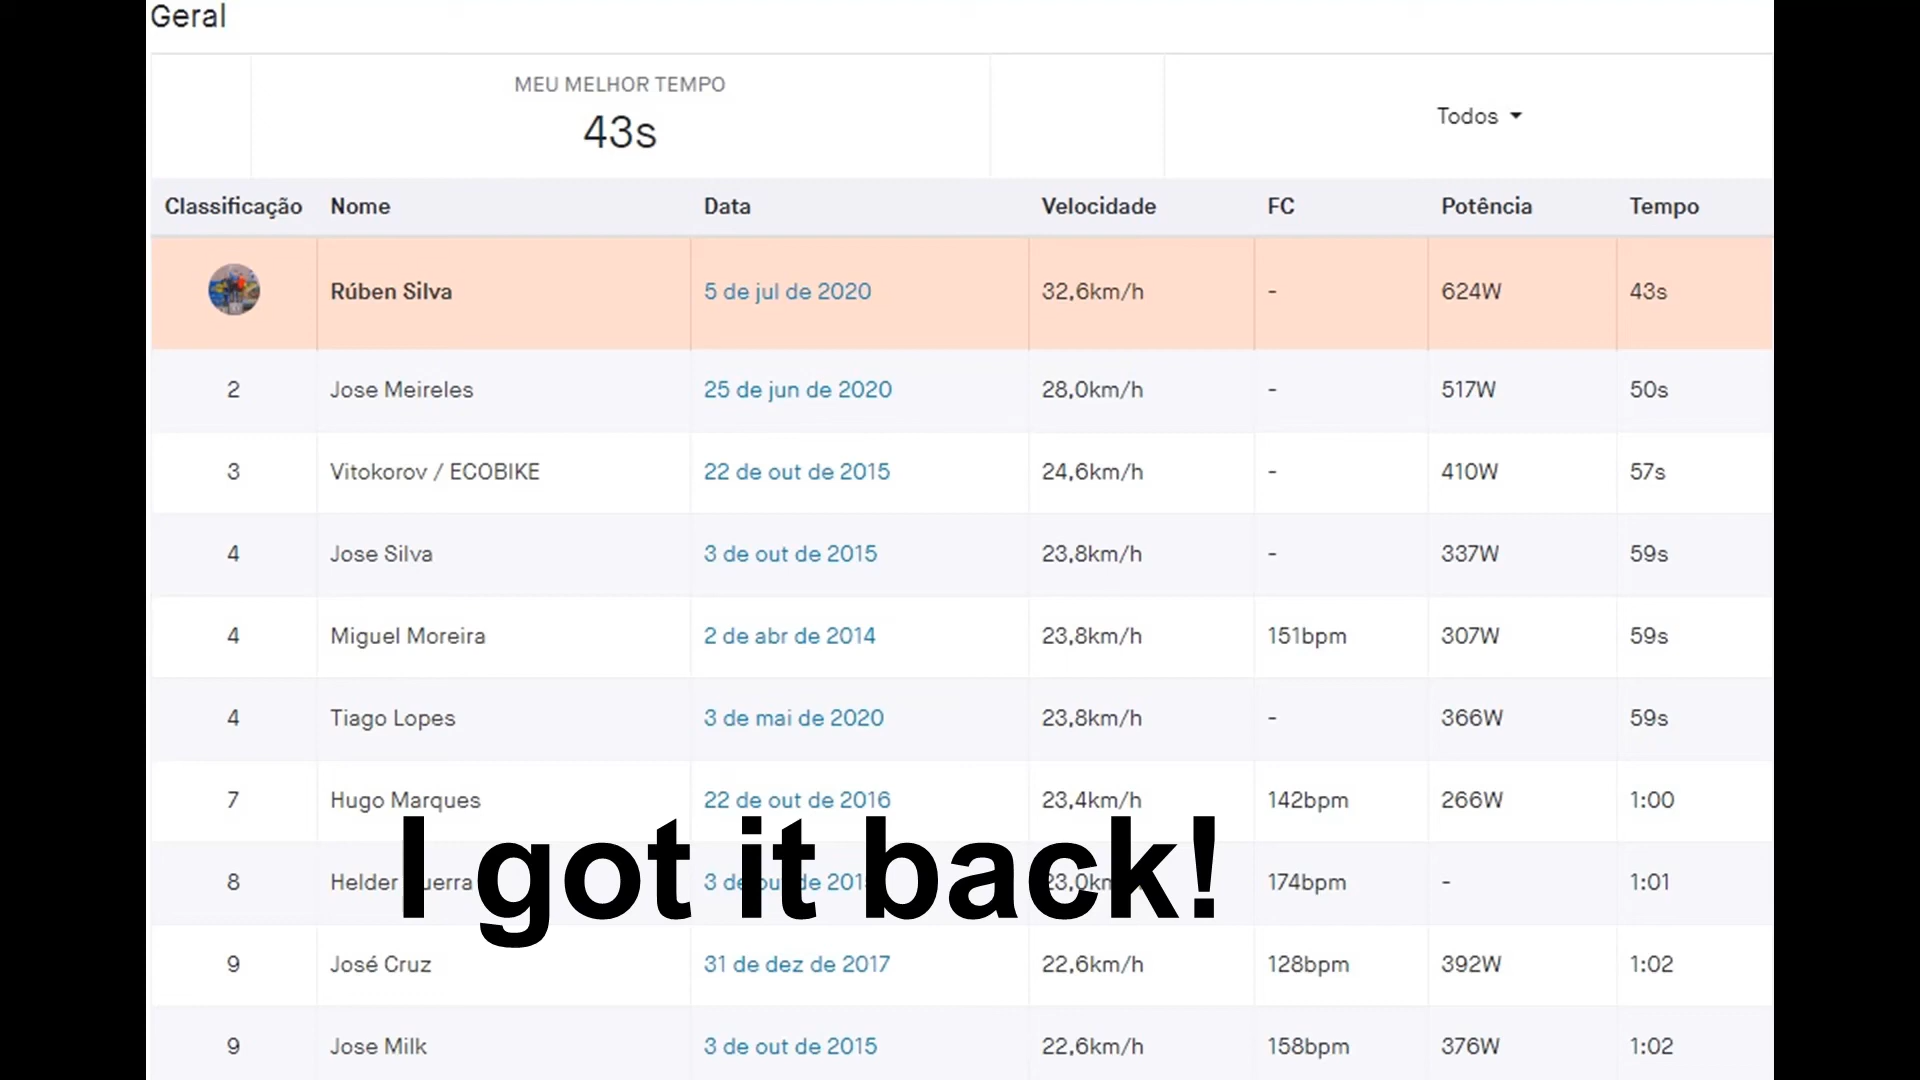 Geral
MEU MELHOR TEMPO
43s
Todos
Classificação Nome Data Velocidade FC Potência Tempo
Rúben Silva 5 de jul de 2020 32,6km/h - 624W 43s
2 Jose Meireles 25 de jun de 2020 28,0km/h - 517W 50s
3 Vitokorov / ECOBIKE 22 de out de 2015 24,6km/h - 410W 57s
4 Jose Silva 3 de out de 2015 23,8km/h - 337W 59s
4 Miguel Moreira 2 de abr de 2014 23,8km/h 151bpm 307W 59s
4 Tiago Lopes 3 de mai de 2020 23,8km/h - 366W 59s
7 Hugo Marques 22 de out de 2016 23,4km/h 142bpm 266W 1:00
I got it back!
8 Helder 174bpm - 1:01
9 José Cruz 31 de dez de 2017 22,6km/h 128bpm 392W 1:02
9 Jose Milk 3 de out de 2015 22,6km/h 158bpm 376W 1:02